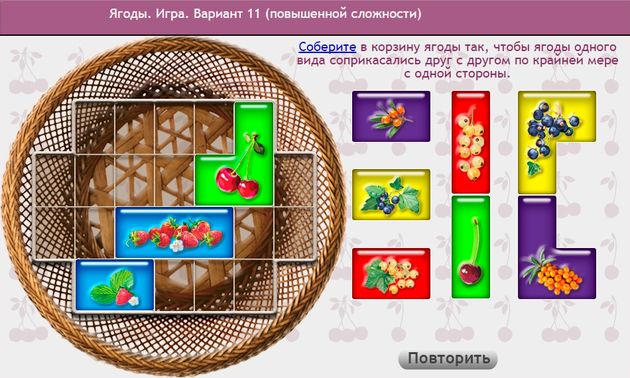 Ягоды. Игра. Вариант 11 (повышенной сложности)
Соберите в корзину ягоды так, чтобы ягоды одного
вида соприкасались друг с другом по крайней мере
с одной стороны.
Повторить